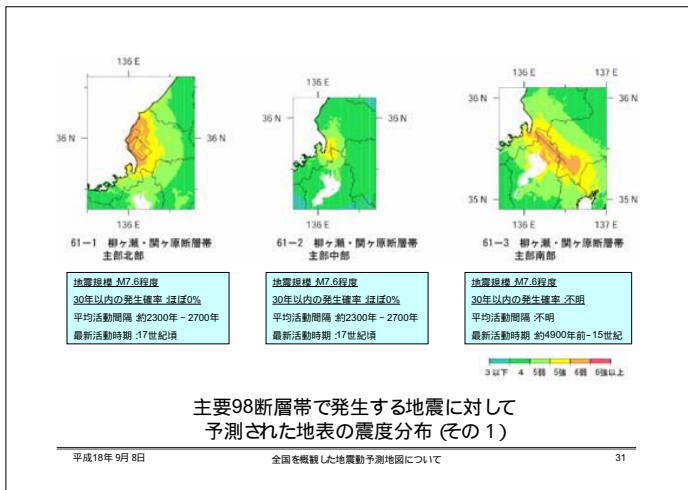 136 E
36 N
136 E
61－1 柳ヶ瀬・関ヶ原断層帯
主部北部
136 E
36 N
136 E
61－2 柳ヶ瀬・関ヶ原断層帯
主部中部
136 E 137 E
36 N 36 N
35 N 35 N
136 E 137 E
61－3 柳ヶ瀬・関ヶ原断層帯
主部南部
地震規模:M7.6程度
30年以内の発生確率:ほぼ0%
平均活動間隔:約2300年～2700年
最新活動時期:17世紀頃
地震規模:M7.6程度
30年以内の発生確率:ほぼ0%
平均活動間隔:約2300年～2700年
最新活動時期:17世紀頃
地震規模:M7.6程度
30年以内の発生確率:不明
平均活動間隔:不明
最新活動時期:約4900年前－15世紀
3以下 4 5弱 5強 6弱 6強以上
主要98断層帯で発生する地震に対して
予測された地表の震度分布(その1)
平成18年9月8日 全国を概観した地震動予測地図について 31